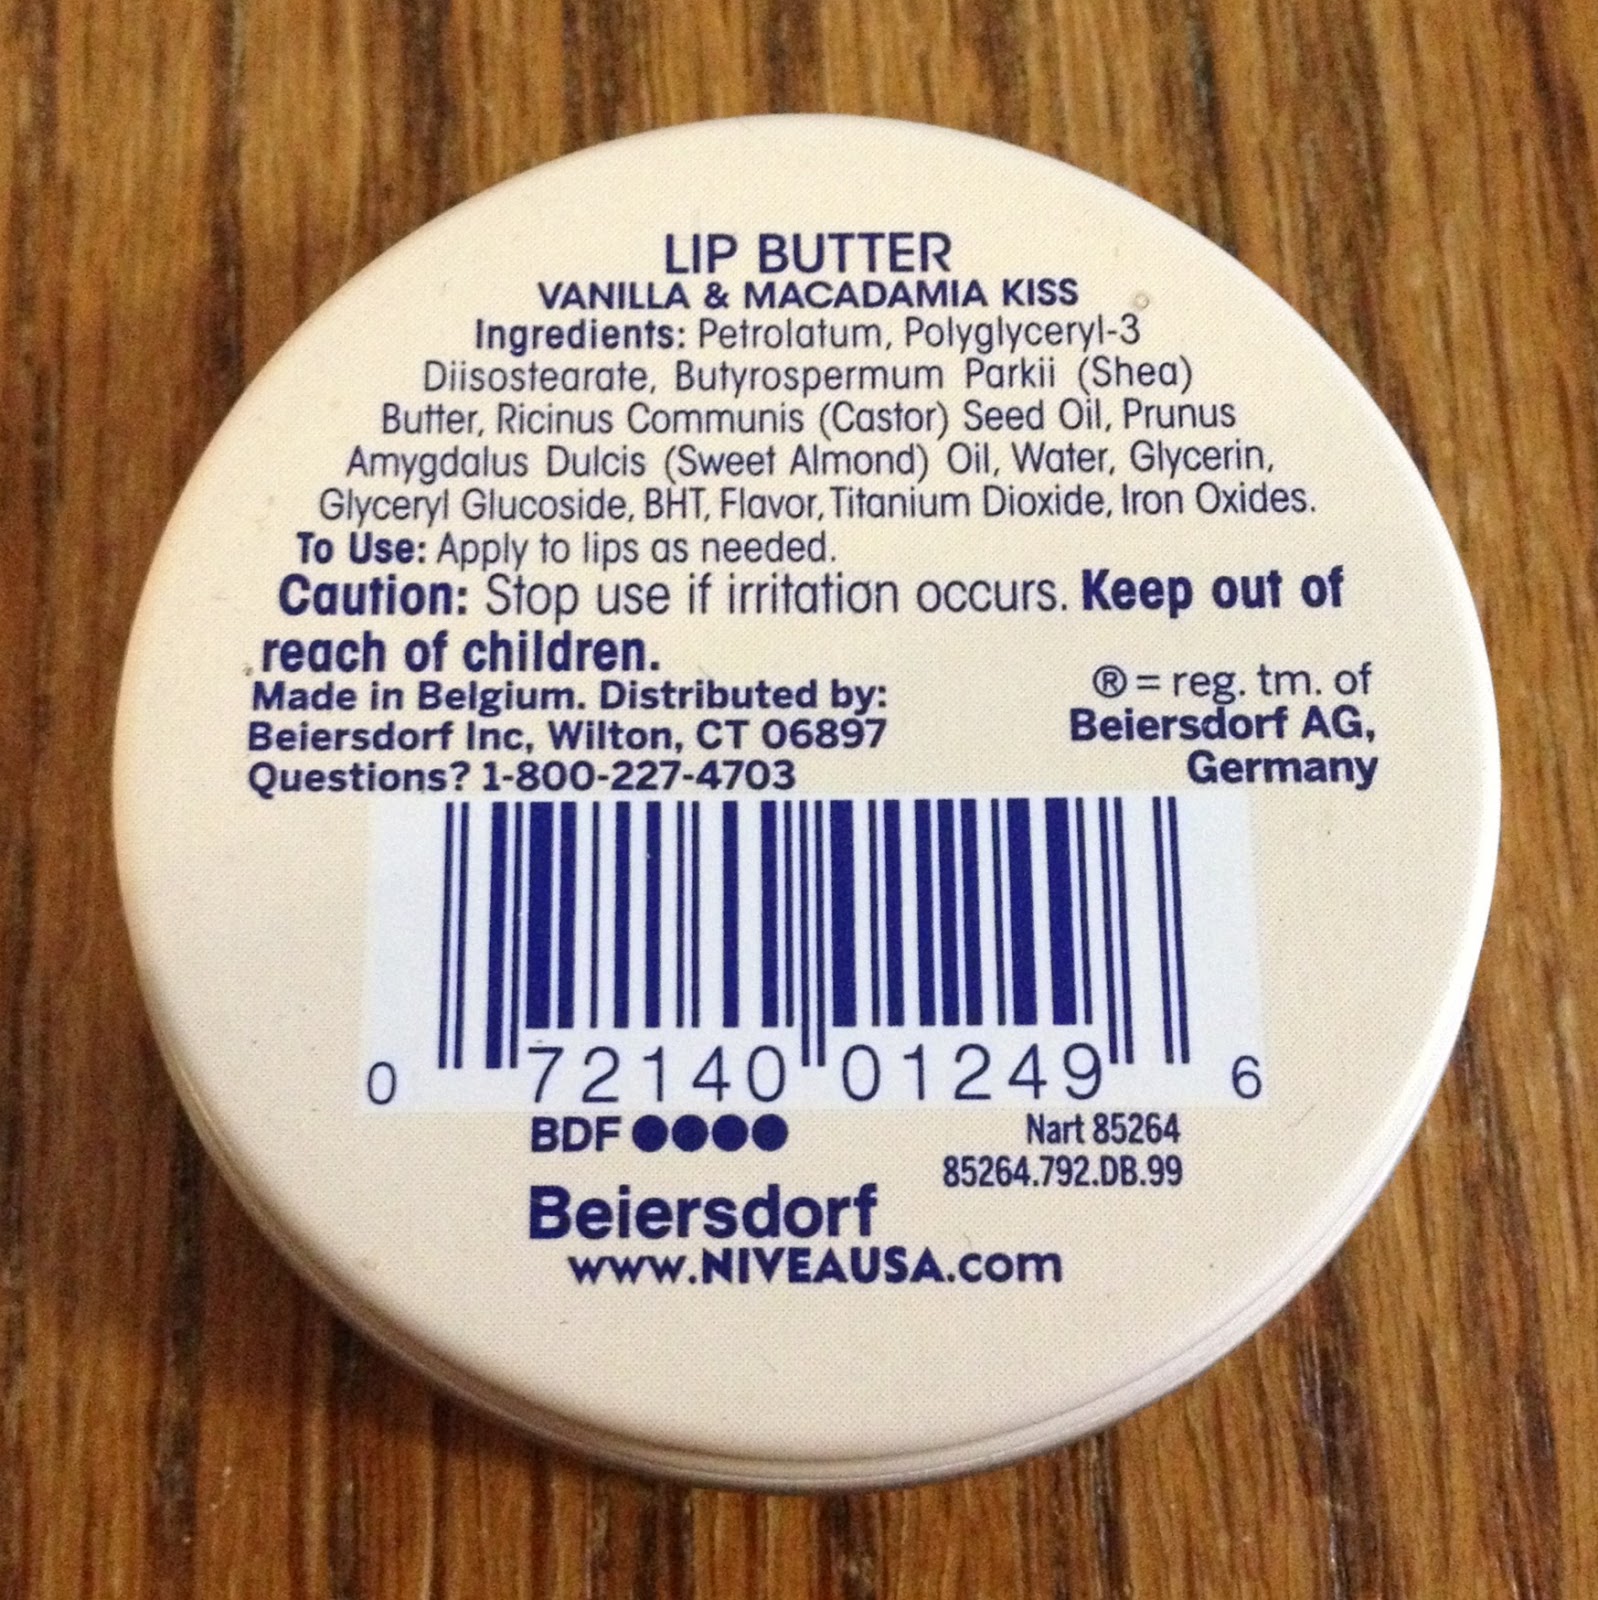 LIP BUTTER
VANILLA & MACADAMIA KISS
Ingredients: Petrolatum, Polyglyceryl-3
Diisostearate, Butyrospermum Parkii (Shea)
Butter, Ricinus Communis (Castor) Seed Oil, Prunus
Amygdalus Dulcis (Sweet Almond) Oil, Water, Glycerin,
Glyceryl Glucoside, BHT, Flavor, Titanium Dioxide, Iron Oxides.
To Use: Apply to lips as needed.
Caution: Stop use if irritation occurs. Keep out of
reach of children.
Made in Belgium. Distributed by:
Beiersdorf Inc, Wilton, CT 06897
Questions? 1-800-227-4703
® = reg. tm. of
Beiersdorf AG,
Germany
0 72140 01249 6
BDF ●●●●
Beiersdorf
Nart 85264
85264.792.DB.99
www.NIVEAUSA.com